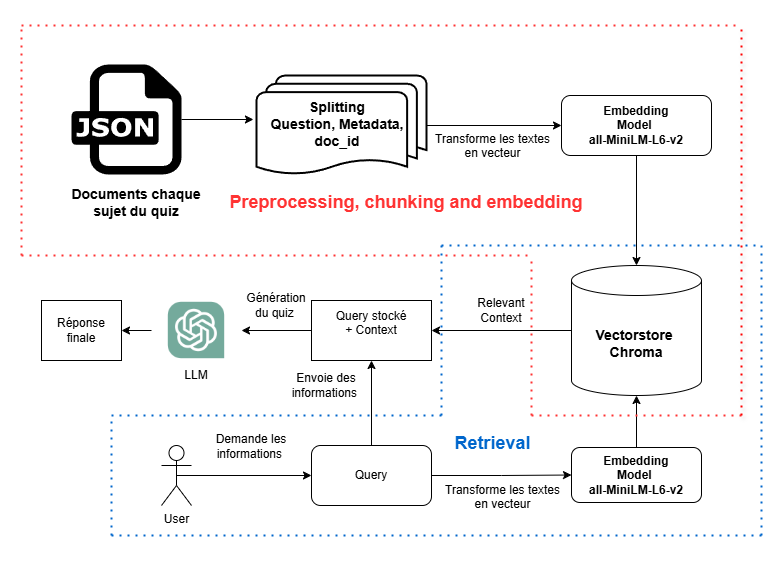 JSON
Documents chaque
sujet du quiz
Splitting
Question, Metadata,
doc_id
Transforme les textes
en vecteur
Embedding
Model
all-MiniLM-L6-v2
Preprocessing, chunking and embedding
Réponse
finale
LLM
Génération
du quiz
Query stocké
+ Context
Relevant
Context
Vectorstore
Chroma
Envoie des
informations
Retrieval
User
Demande les
informations
Query
Transforme les textes
en vecteur
Embedding
Model
all-MiniLM-L6-v2